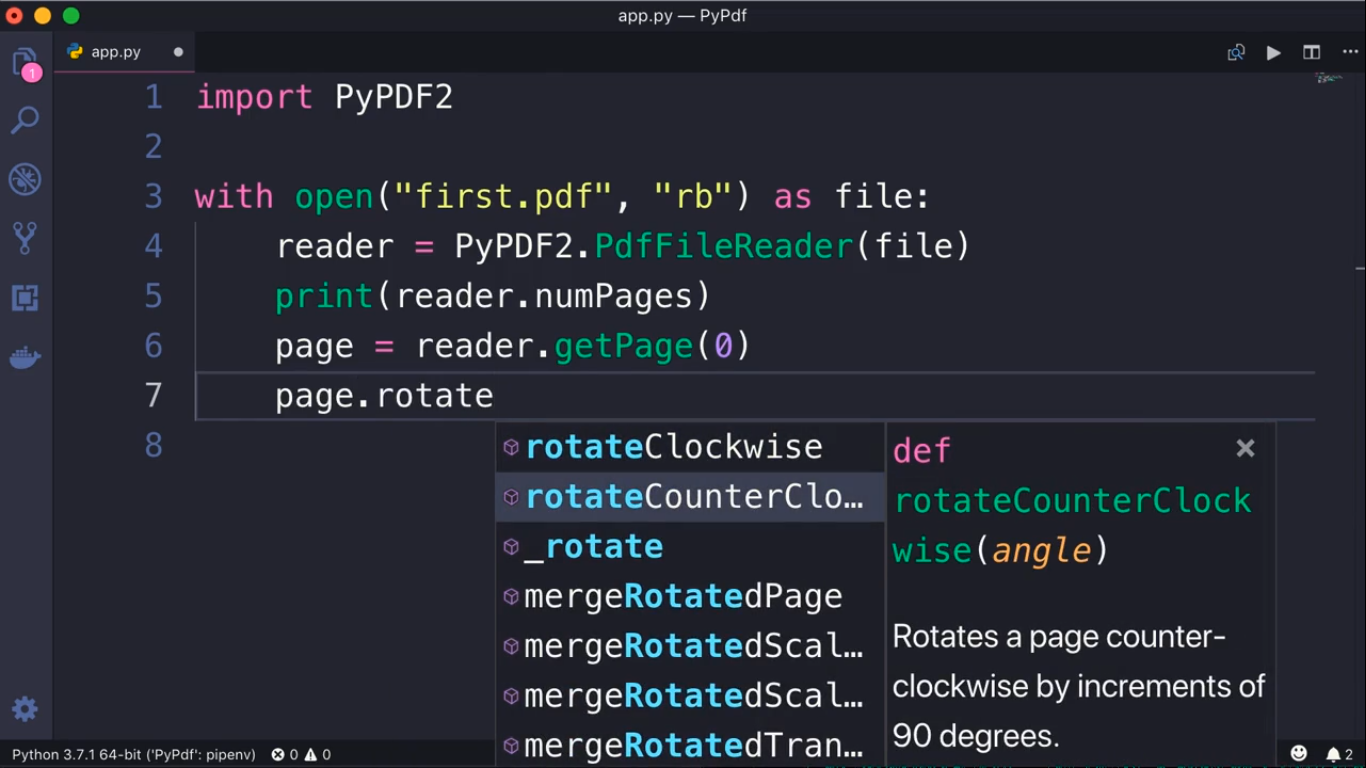 app.py — PyPdf
app.py
1
1 import PyPDF2
2
3 with open("first.pdf", "rb") as file:
4     reader = PyPDF2.PdfFileReader(file)
5     print(reader.numPages)
6     page = reader.getPage(0)
7     page.rotate
8
rotateClockwise
rotateCounterClo…
_rotate
mergeRotatedPage
mergeRotatedScal…
mergeRotatedScal…
mergeRotatedTran…
def
rotateCounterClock
wise(angle)
Rotates a page counter-
clockwise by increments of
90 degrees.
Python 3.7.1 64-bit ('PyPdf': pipenv) 0 0 2